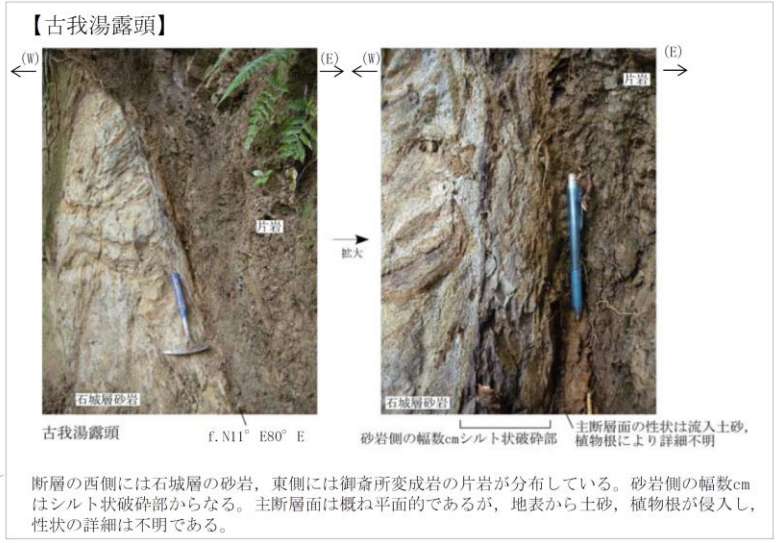 【古我湯露頭】
(W)
(E)
(W)
(E)
片岩
片岩
拡大
石城層砂岩
石城層砂岩
古我湯露頭
f.N11°E80°E
砂岩側の幅数cmシルト状破砕部
主断層面の性状は流入土砂,
植物根により詳細不明
断層の西側には石城層の砂岩,東側には御斎所変成岩の片岩が分布している。砂岩側の幅数cm
はシルト状破砕部からなる。主断層面は概ね平面的であるが,地表から土砂,植物根が侵入し,
性状の詳細は不明である。